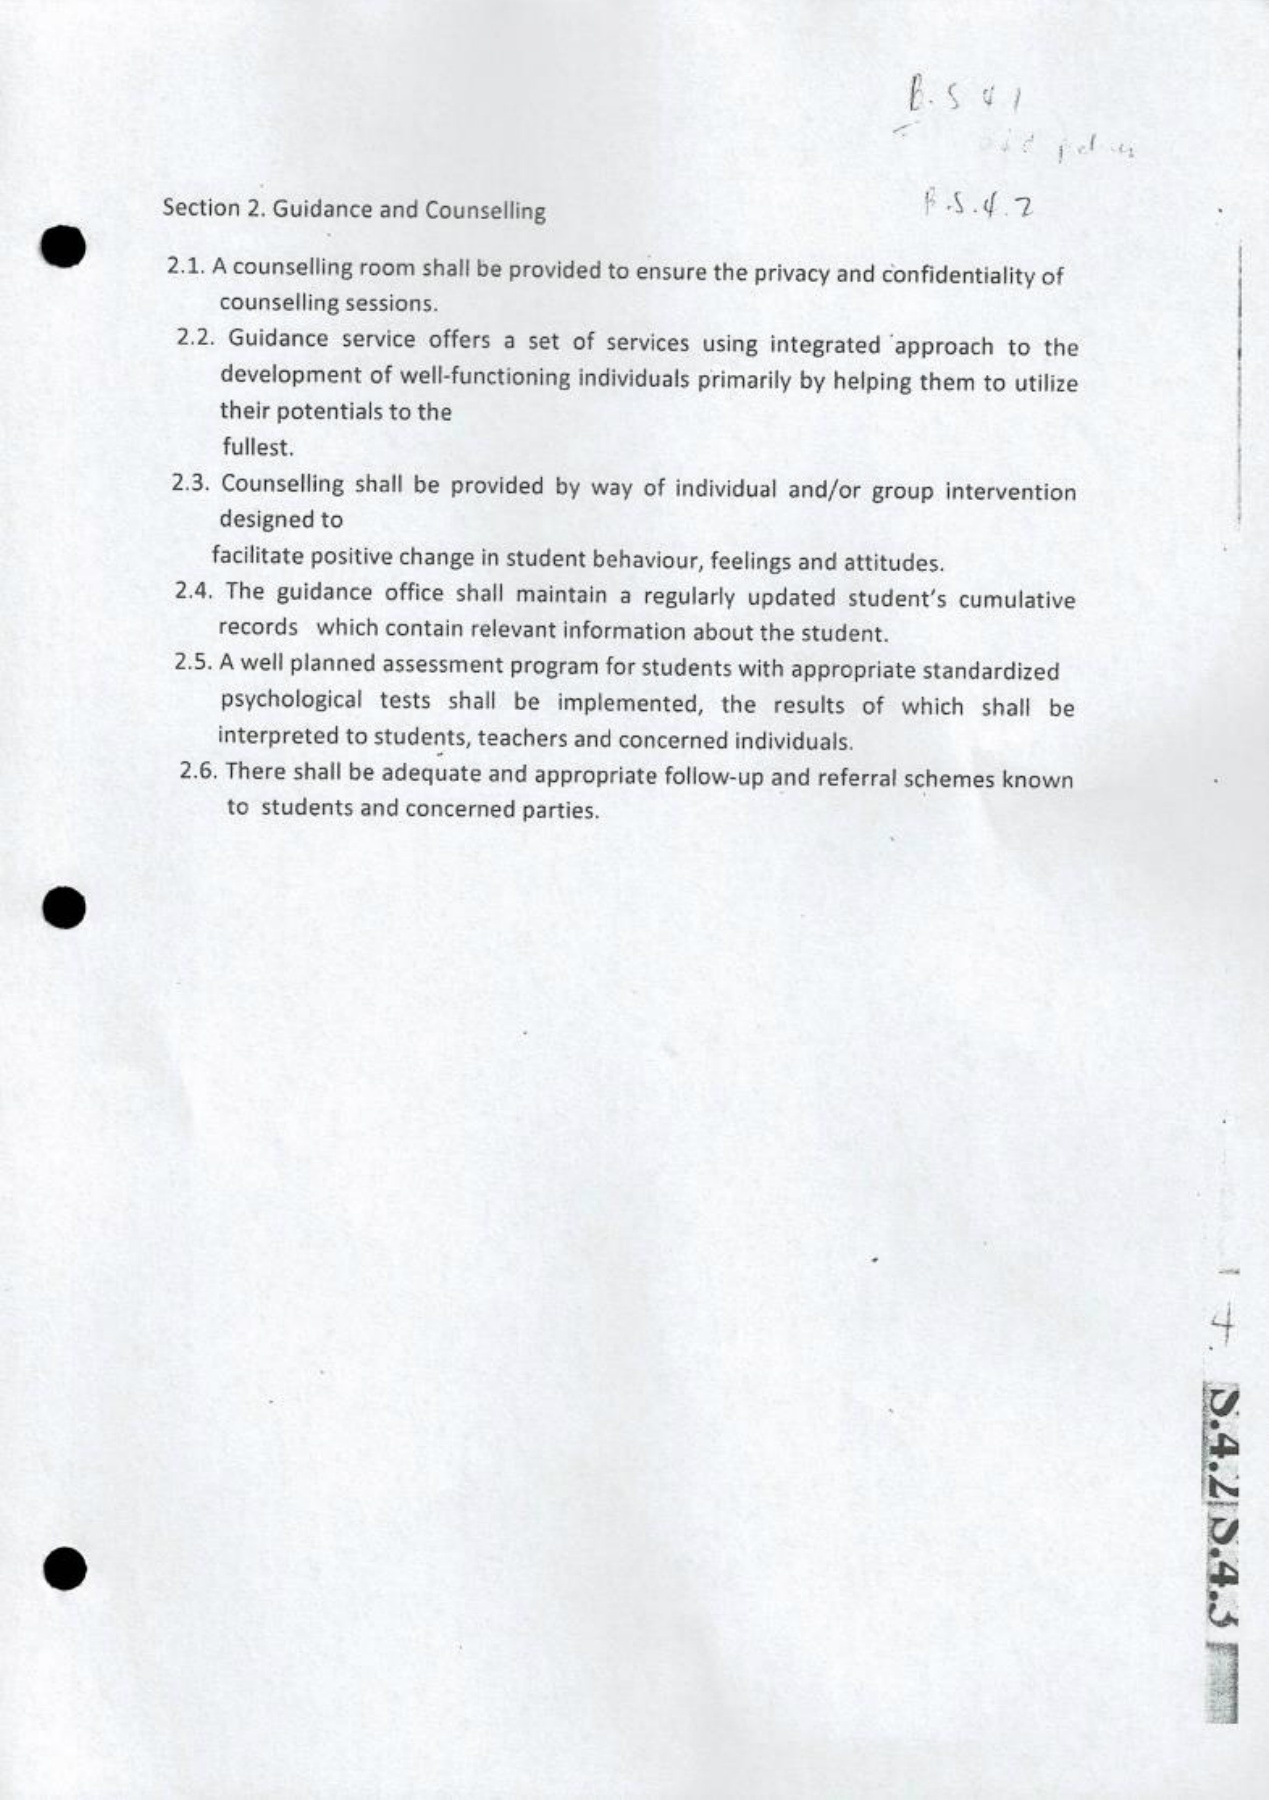 B.S 4 1
B.S.4.2
Section 2. Guidance and Counselling
2.1. A counselling room shall be provided to ensure the privacy and confidentiality of
counselling sessions.
2.2. Guidance service offers a set of services using integrated approach to the
development of well-functioning individuals primarily by helping them to utilize
their potentials to the
fullest.
2.3. Counselling shall be provided by way of individual and/or group intervention
designed to
facilitate positive change in student behaviour, feelings and attitudes.
2.4. The guidance office shall maintain a regularly updated student's cumulative
records which contain relevant information about the student.
2.5. A well planned assessment program for students with appropriate standardized
psychological tests shall be implemented, the results of which shall be
interpreted to students, teachers and concerned individuals.
2.6. There shall be adequate and appropriate follow-up and referral schemes known
to students and concerned parties.
4
S.4.2 S.4.3